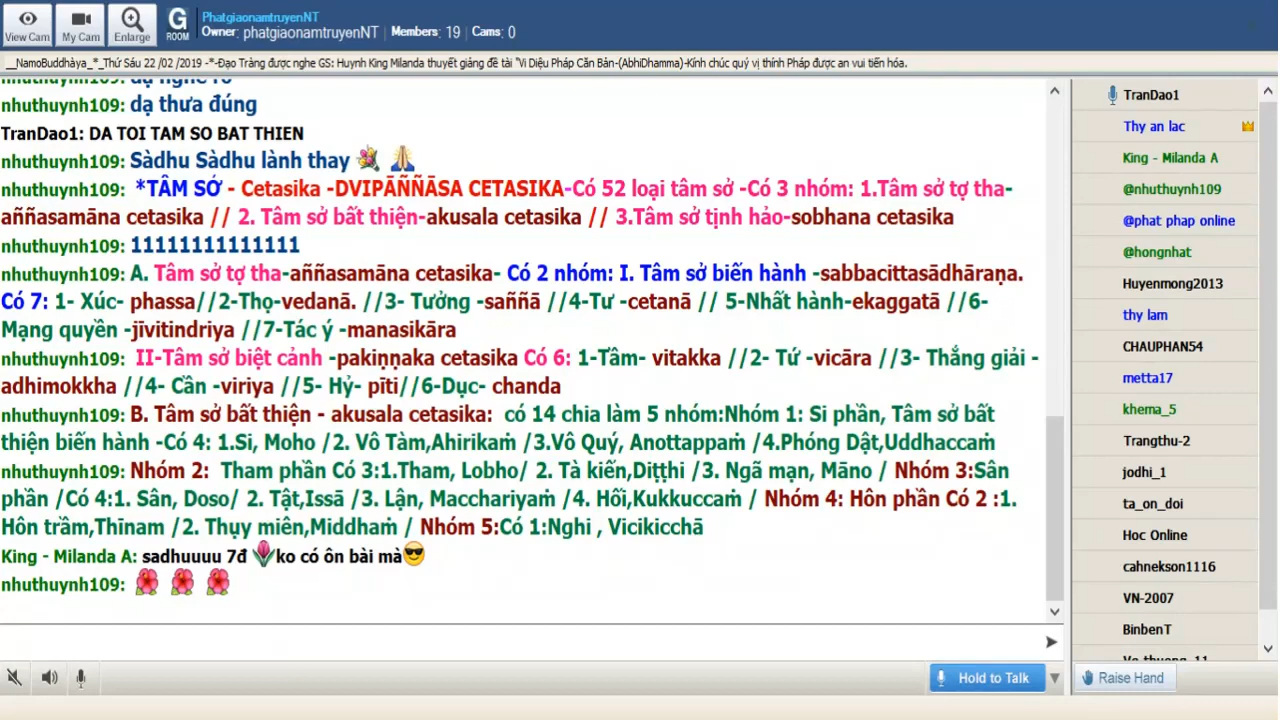 PhatgiaonamtruyenNT
View Cam My Cam Enlarge G ROOM Owner: phatgiaonamtruyenNT | Members: 19 | Cams: 0
__NamoBuddhàya_*_Thứ Sáu 22 /02 /2019 -*-Đạo Tràng được nghe GS: Huynh King Milanda thuyết giảng đề tài "Vi Diệu Pháp Căn Bản-(AbhiDhamma)-Kính chúc quý vị thính Pháp được an vui tiến hóa.
nhuthuynh109: dạ nghe rõ
nhuthuynh109: dạ thưa đúng
TranDao1: DA TOI TAM SO BAT THIEN
nhuthuynh109: Sàdhu Sàdhu lành thay
nhuthuynh109: *TÂM SỞ - Cetasika -DVIPĀÑÑĀSA CETASIKA-Có 52 loại tâm sở -Có 3 nhóm: 1.Tâm sở tợ tha-
aññasamāna cetasika // 2. Tâm sở bất thiện-akusala cetasika // 3.Tâm sở tịnh hảo-sobhana cetasika
nhuthuynh109: 11111111111111
nhuthuynh109: A. Tâm sở tợ tha-aññasamāna cetasika- Có 2 nhóm: I. Tâm sở biến hành -sabbacittasādhāraṇa.
Có 7: 1- Xúc- phassa//2-Thọ-vedanā. //3- Tưởng -saññā //4-Tư -cetanā // 5-Nhất hành-ekaggatā //6-
Mạng quyền -jīvitindriya //7-Tác ý -manasikāra
nhuthuynh109: II-Tâm sở biệt cảnh -pakiṇṇaka cetasika Có 6: 1-Tầm- vitakka //2- Tứ -vicāra //3- Thắng giải -
adhimokkha //4- Cần -viriya //5- Hỷ- pīti//6-Dục- chanda
nhuthuynh109: B. Tâm sở bất thiện - akusala cetasika: có 14 chia làm 5 nhóm:Nhóm 1: Si phần, Tâm sở bất
thiện biến hành -Có 4: 1.Si, Moho /2. Vô Tàm,Ahirikaṁ /3.Vô Quý, Anottappaṁ /4.Phóng Dật,Uddhaccaṁ
nhuthuynh109: Nhóm 2: Tham phần Có 3:1.Tham, Lobho/ 2. Tà kiến,Diṭṭhi /3. Ngã mạn, Māno / Nhóm 3:Sân
phần /Có 4:1. Sân, Doso/ 2. Tật,Issā /3. Lận, Macchariyaṁ /4. Hối,Kukkuccaṁ / Nhóm 4: Hôn phần Có 2 :1.
Hôn trầm,Thīnam /2. Thụy miên,Middhaṁ / Nhóm 5:Có 1:Nghi , Vicikicchā
King - Milanda A: sadhuuuu 7đ ko có ôn bài mà
nhuthuynh109:
TranDao1
Thy an lac
King - Milanda A
@nhuthuynh109
@phat phap online
@hongnhat
Huyenmong2013
thy lam
CHAUPHAN54
metta17
khema_5
Trangthu-2
jodhi_1
ta_on_doi
Hoc Online
cahnekson1116
VN-2007
BinbenT
Hold to Talk
Raise Hand